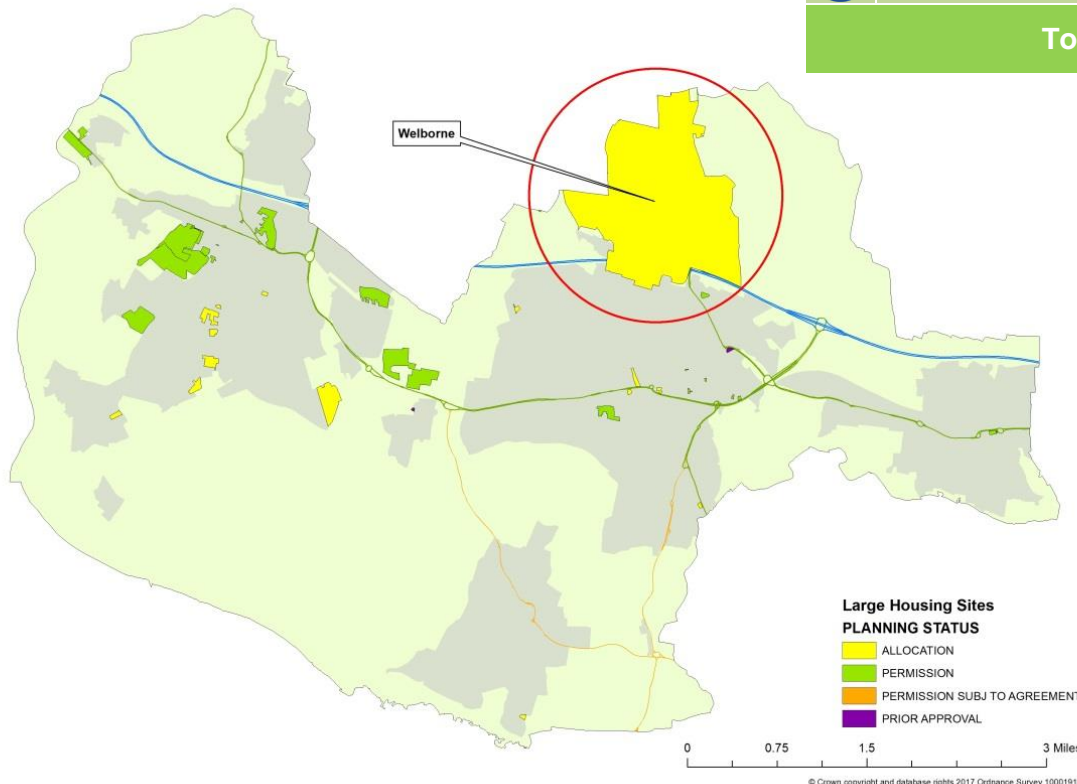 To
Welborne
Large Housing Sites
PLANNING STATUS
ALLOCATION
PERMISSION
PERMISSION SUBJ TO AGREEMENT
PRIOR APPROVAL
0 0.75 1.5 3 Miles
© Crown copyright and database rights 2017 Ordnance Survey 1000191